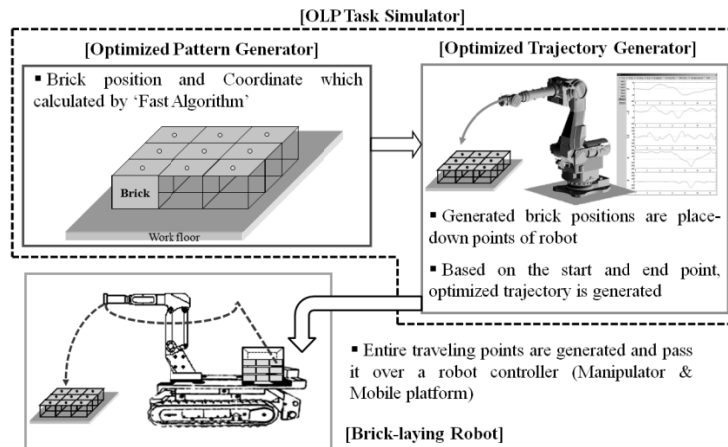 [OLP Task Simulator]
[Optimized Pattern Generator]
▪ Brick position and Coordinate which
calculated by ‘Fast Algorithm’
Brick
Work floor
[Optimized Trajectory Generator]
▪ Generated brick positions are place-
down points of robot
▪ Based on the start and end point,
optimized trajectory is generated
▪ Entire traveling points are generated and pass
it over a robot controller (Manipulator &
Mobile platform)
[Brick-laying Robot]